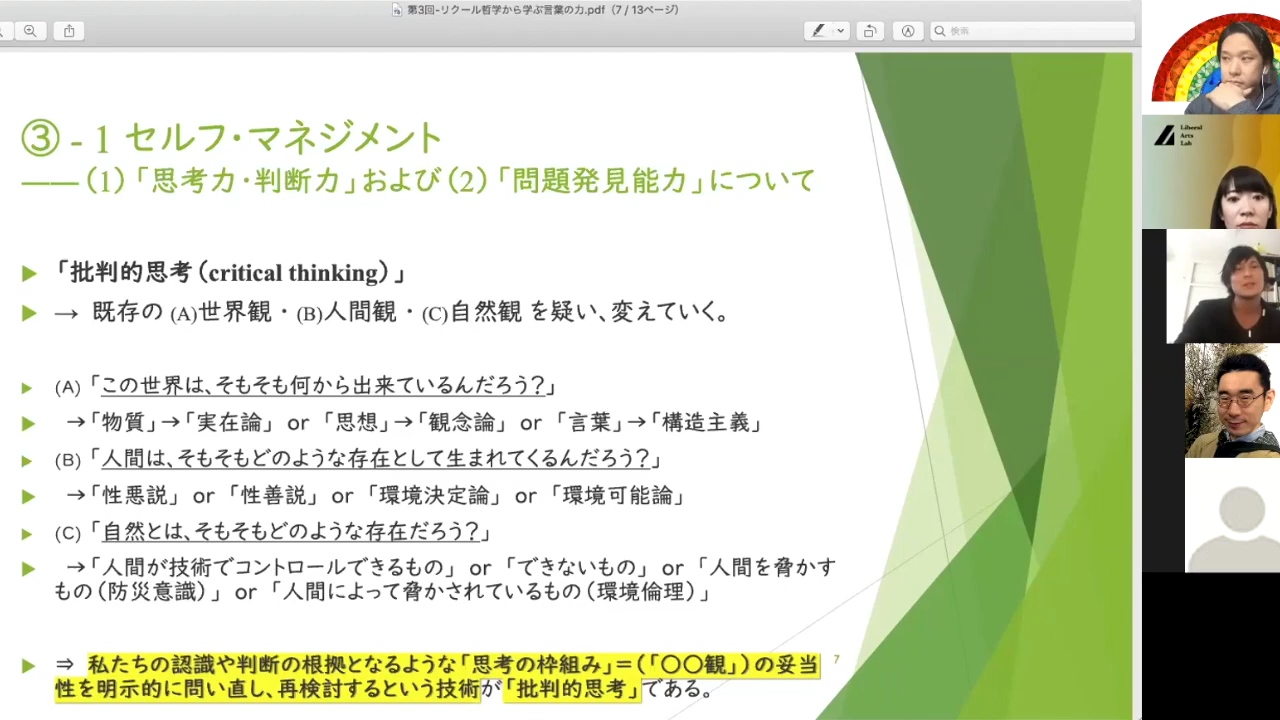 第3回-リクール哲学から学ぶ言葉の力.pdf（7 / 13ページ）
検索
③ - 1 セルフ・マネジメント
――（1）「思考力・判断力」および（2）「問題発見能力」について
「批判的思考（critical thinking）」
→ 既存の (A)世界観・(B)人間観・(C)自然観 を疑い、変えていく。
(A)「この世界は、そもそも何から出来ているんだろう?」
→「物質」→「実在論」 or 「思想」→「観念論」 or 「言葉」→「構造主義」
(B)「人間は、そもそもどのような存在として生まれてくるんだろう?」
→「性悪説」 or 「性善説」 or 「環境決定論」 or 「環境可能論」
(C)「自然とは、そもそもどのような存在だろう?」
→「人間が技術でコントロールできるもの」 or 「できないもの」 or 「人間を脅かす
もの（防災意識）」 or 「人間によって脅かされているもの（環境倫理）」
⇒ 私たちの認識や判断の根拠となるような「思考の枠組み」＝（「〇〇観」）の妥当
性を明示的に問い直し、再検討するという技術が「批判的思考」である。
7
Liberal
Arts
Lab